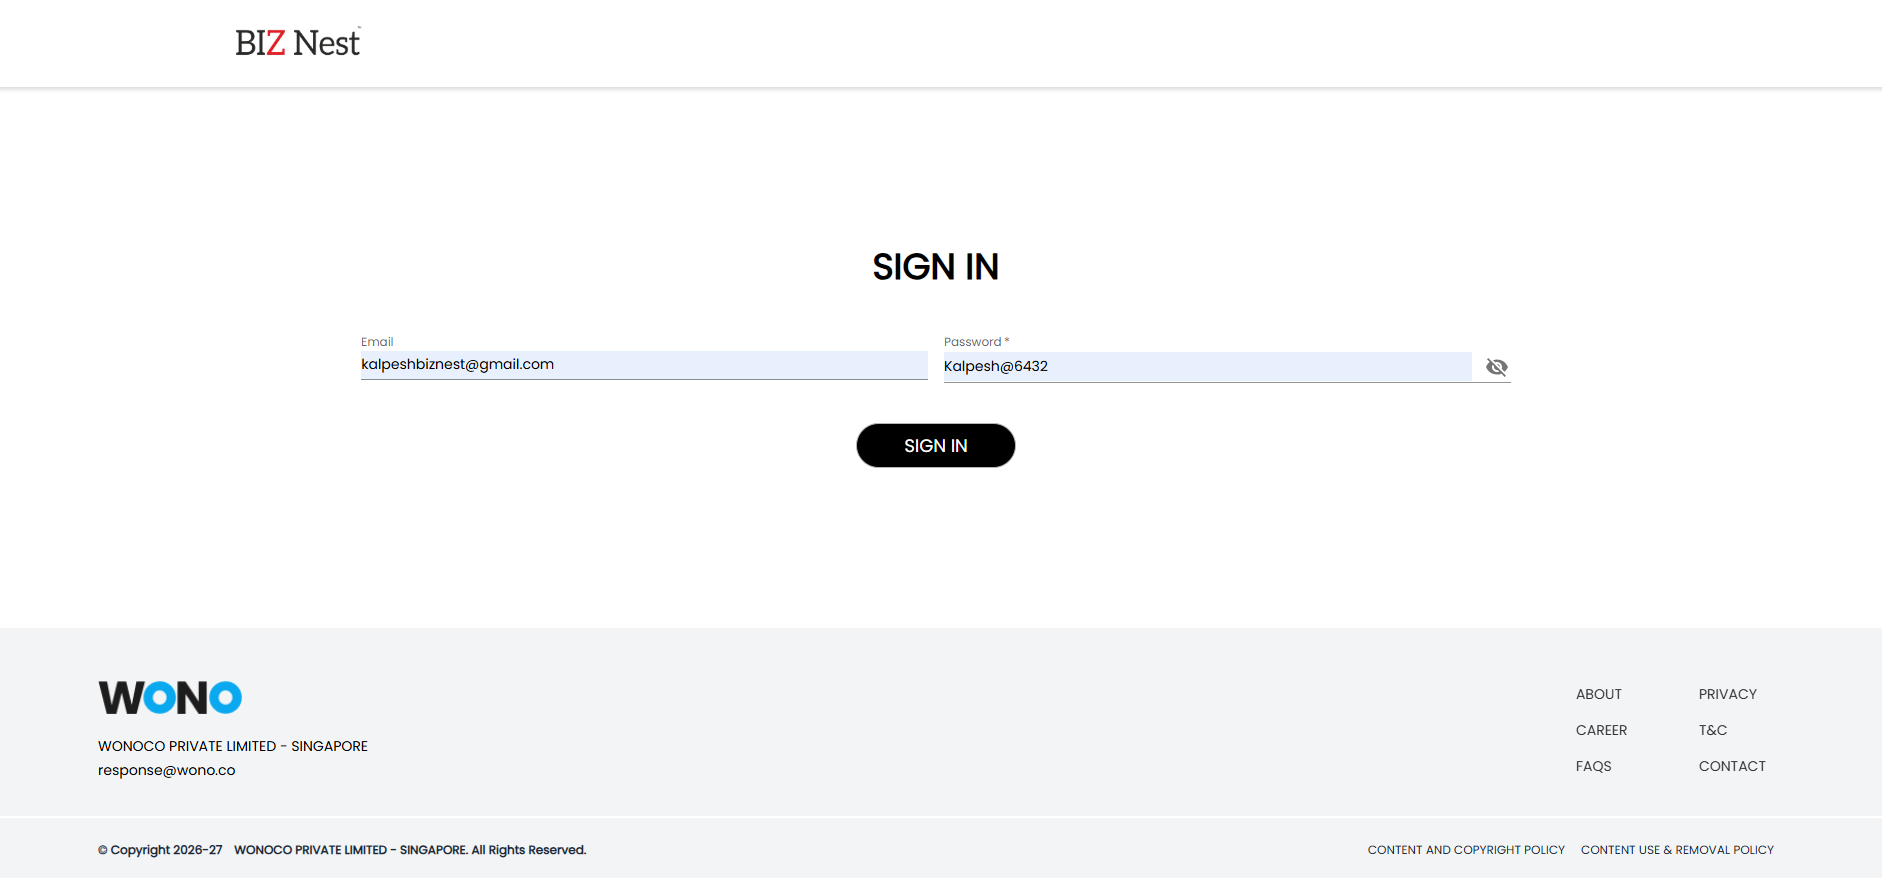 BIZ Nest™
SIGN IN
Email
kalpeshbiznest@gmail.com
Password *
Kalpesh@6432
SIGN IN
WONO
WONOCO PRIVATE LIMITED - SINGAPORE
response@wono.co
ABOUT
PRIVACY
CAREER
T&C
FAQS
CONTACT
© Copyright 2026-27 WONOCO PRIVATE LIMITED - SINGAPORE. All Rights Reserved.
CONTENT AND COPYRIGHT POLICY CONTENT USE & REMOVAL POLICY